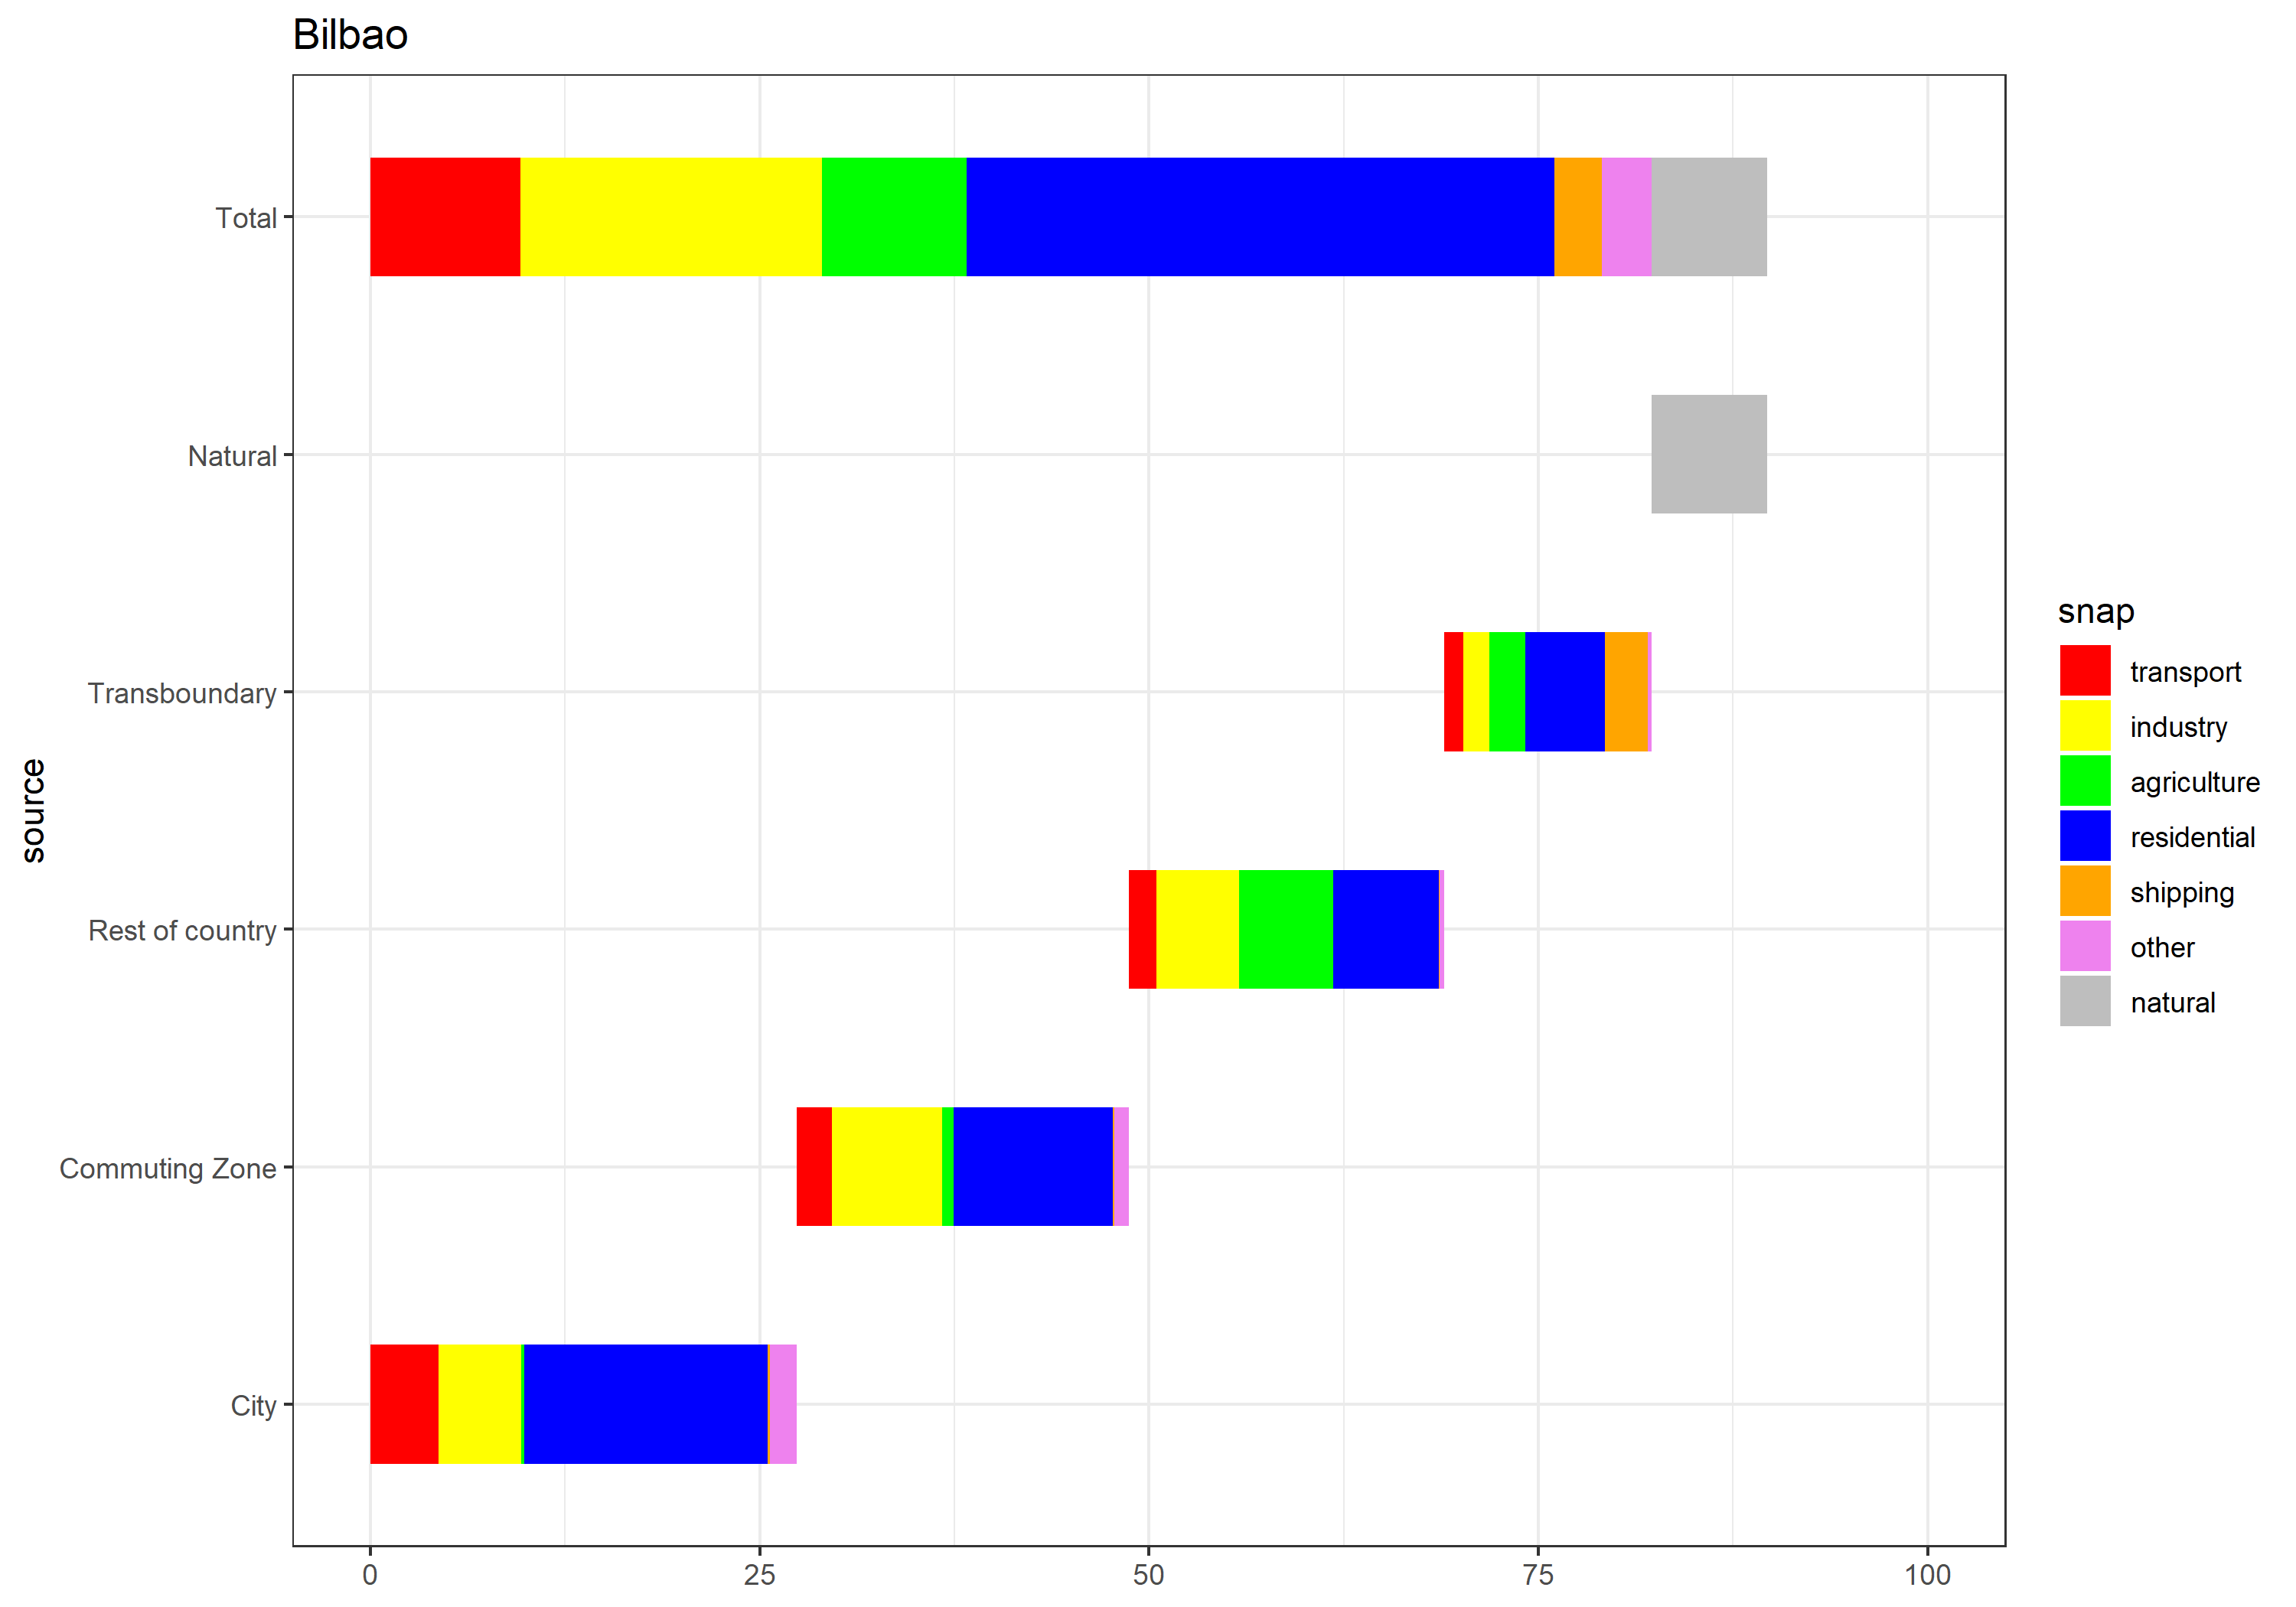 Bilbao
Total
Natural
Transboundary
Rest of country
Commuting Zone
City
source
0 25 50 75 100
snap
transport
industry
agriculture
residential
shipping
other
natural